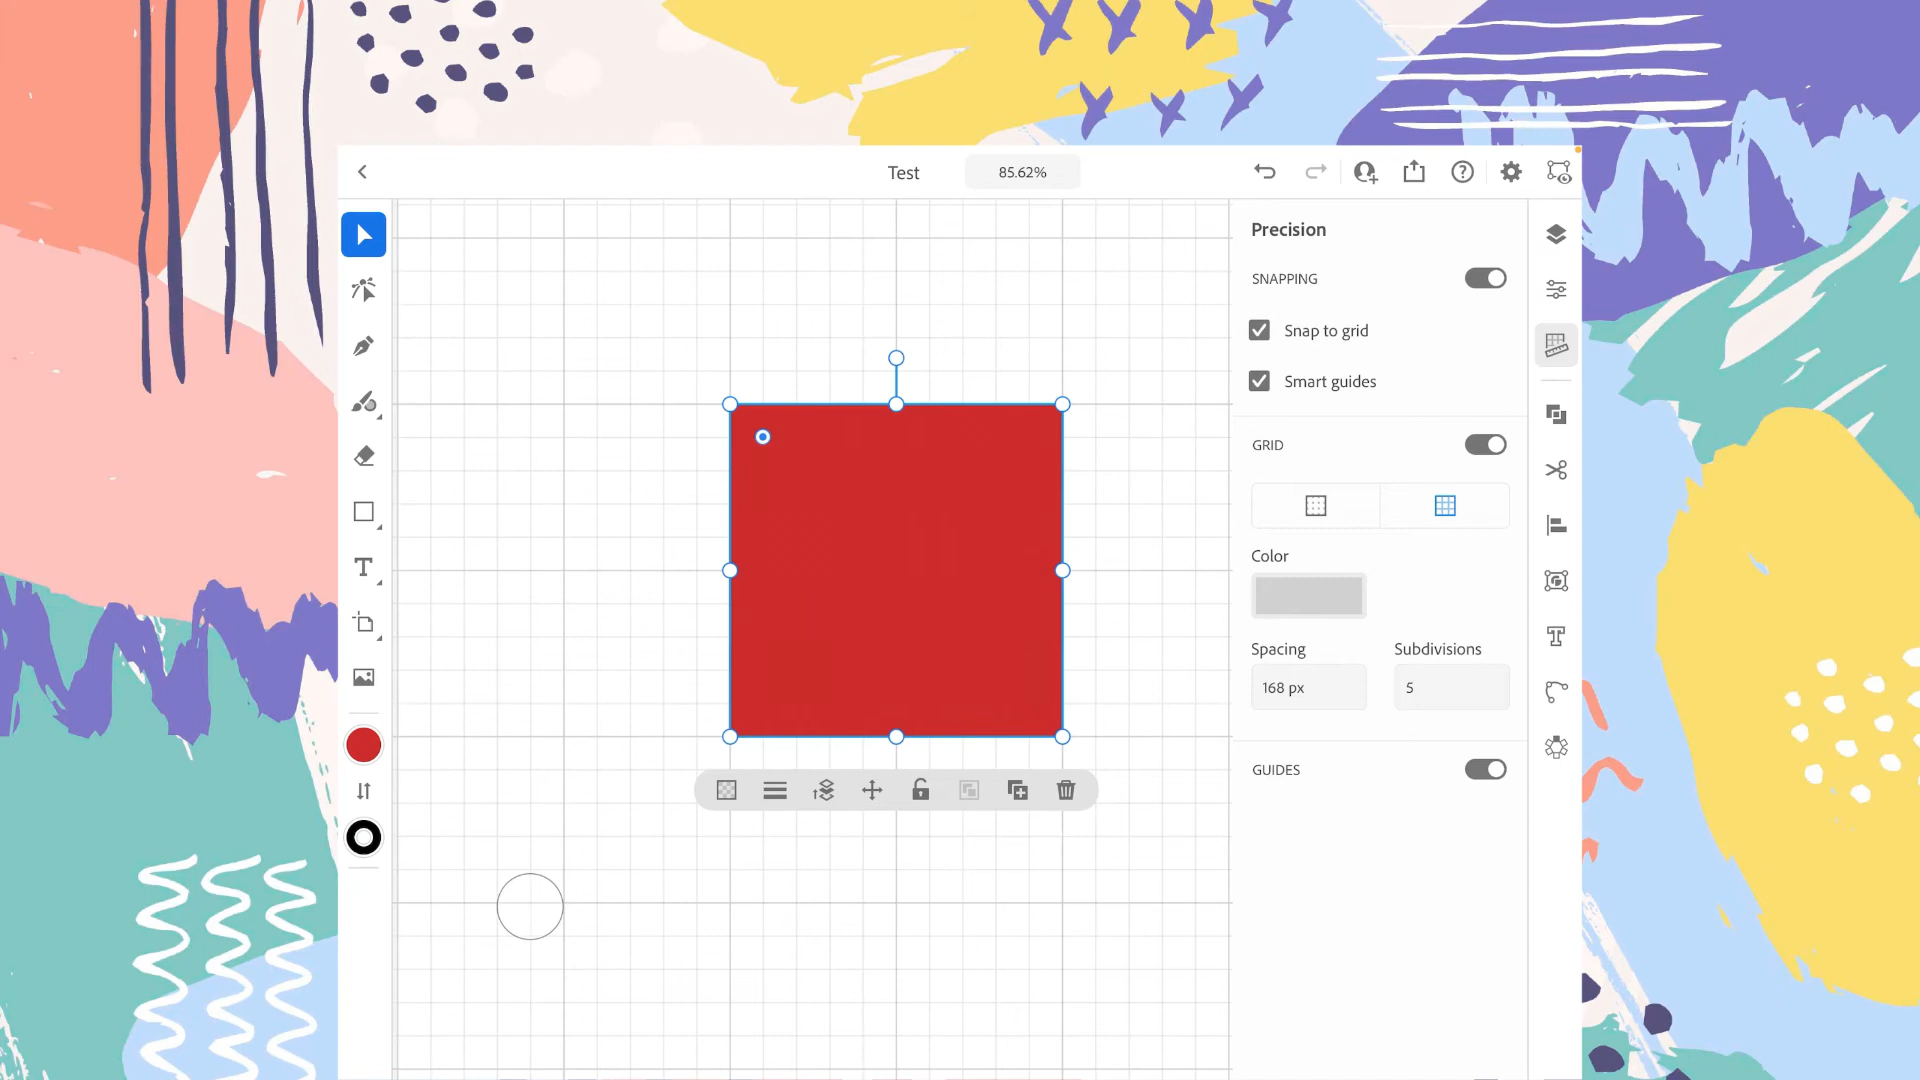 Test
85.62%
Precision
SNAPPING
Snap to grid
Smart guides
GRID
Color
Spacing
Subdivisions
168 px
5
GUIDES